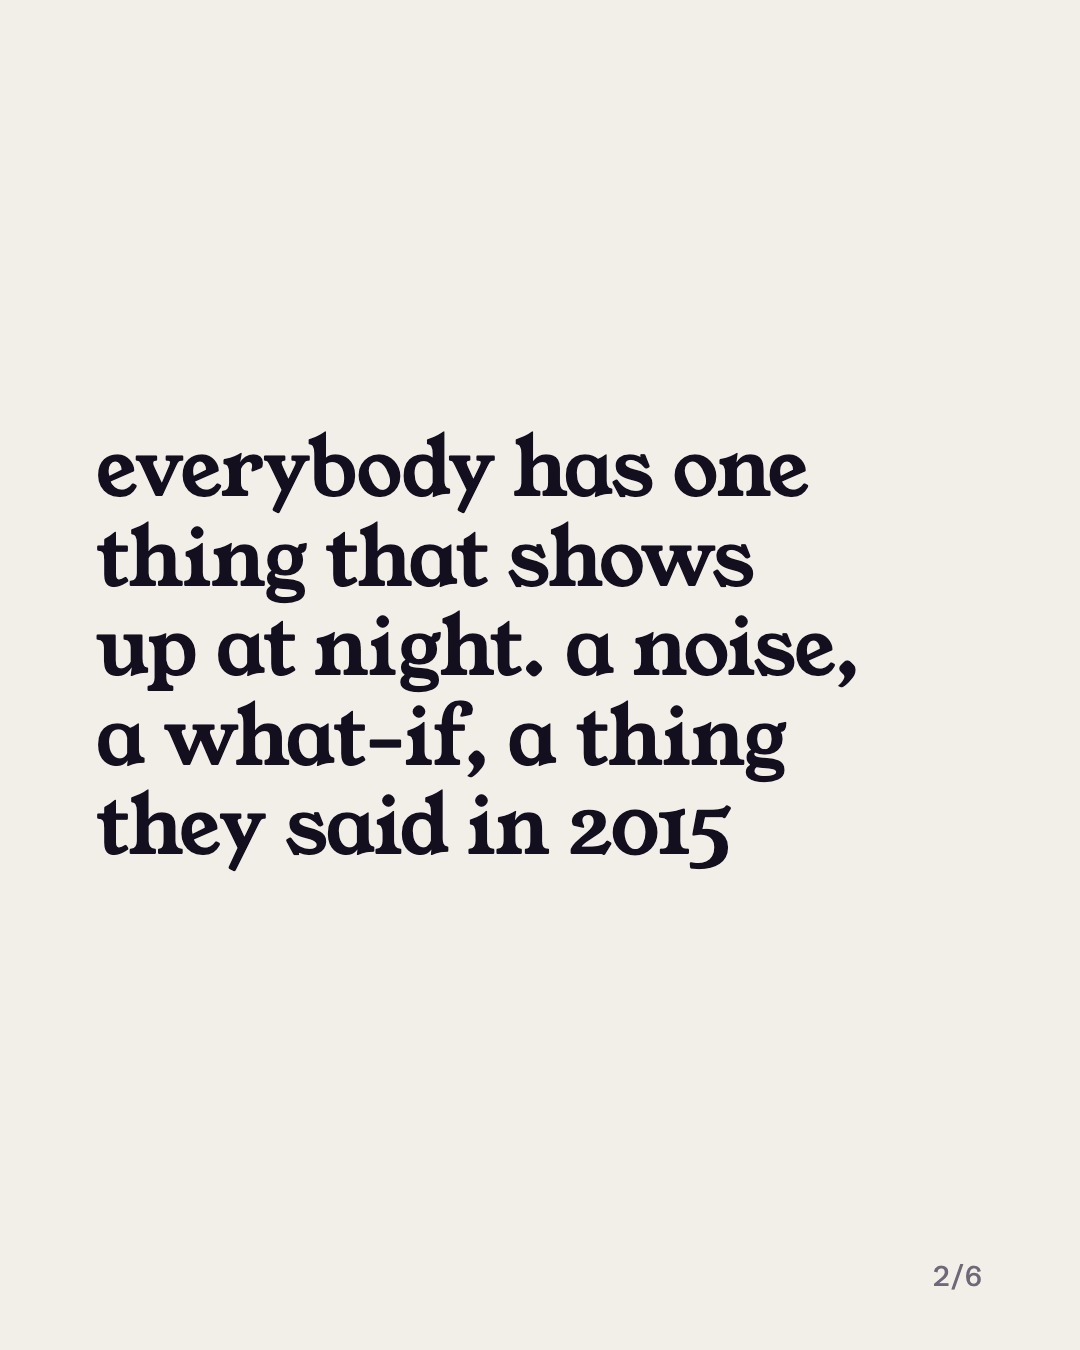 everybody has one
thing that shows
up at night. a noise,
a what-if, a thing
they said in 2015
2/6